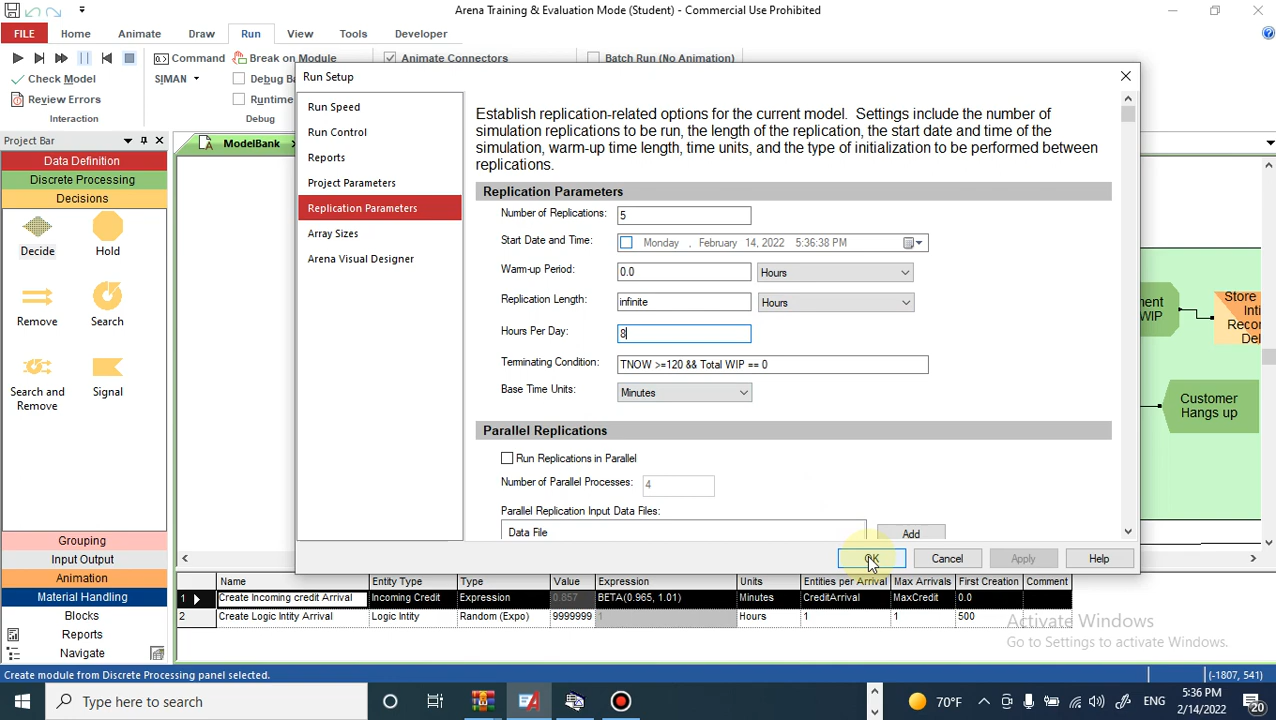 Arena Training & Evaluation Mode (Student) - Commercial Use Prohibited
FILE Home Animate Draw Run View Tools Developer
Command Break on Module Animate Connectors Batch Run (No Animation)
Check Model SIMAN Debug Ba
Review Errors Runtime
Interaction Debug
Run Setup
Project Bar ModelBank
Data Definition
Discrete Processing
Decisions
Decide Hold
Remove Search
Search and Remove Signal
Grouping
Input Output
Animation
Material Handling
Blocks
Reports
Navigate
Run Speed
Run Control
Reports
Project Parameters
Replication Parameters
Array Sizes
Arena Visual Designer
Establish replication-related options for the current model. Settings include the number of
simulation replications to be run, the length of the replication, the start date and time of the
simulation, warm-up time length, time units, and the type of initialization to be performed between
replications.
Replication Parameters
Number of Replications: 5
Start Date and Time: Monday , February 14, 2022 5:36:38 PM
Warm-up Period: 0.0 Hours
Replication Length: infinite Hours
Hours Per Day: 8
Terminating Condition: TNOW >=120 && Total WIP == 0
Base Time Units: Minutes
Parallel Replications
Run Replications in Parallel
Number of Parallel Processes: 4
Parallel Replication Input Data Files:
Data File Add
OK Cancel Apply Help
ment
WIP
Store
Inti
Recor
Del
Customer
Hangs up
Name Entity Type Type Value Expression Units Entities per Arrival Max Arrivals First Creation Comment
1 Create Incoming credit Arrival Incoming Credit Expression 0.857 BETA(0.965, 1.01) Minutes CreditArrival MaxCredit 0.0
2 Create Logic Intity Arrival Logic Intity Random (Expo) 9999999 1 Hours 1 1 500
Activate Windows
Go to Settings to activate Windows.
Create module from Discrete Processing panel selected. (-1807, 541)
Type here to search 70°F ENG 5:36 PM
2/14/2022 20